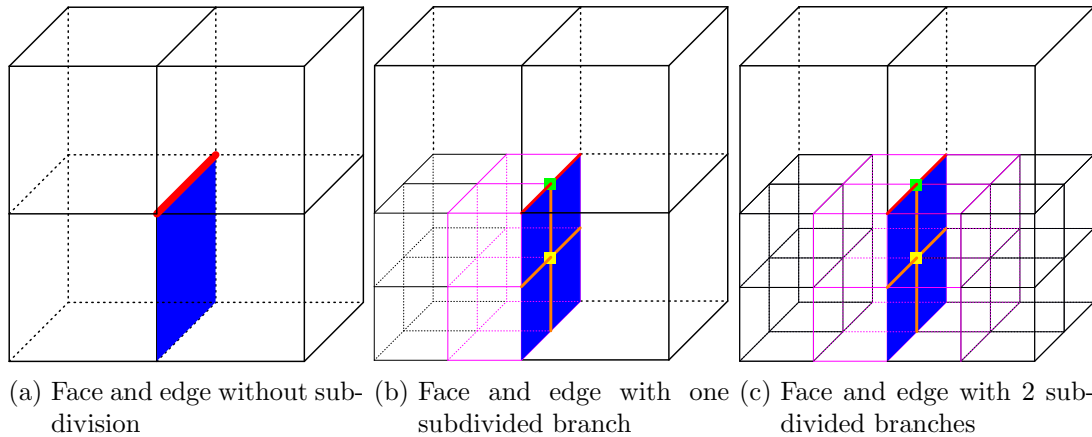 (a) Face and edge without sub-
division
(b) Face and edge with one
subdivided branch
(c) Face and edge with 2 sub-
divided branches